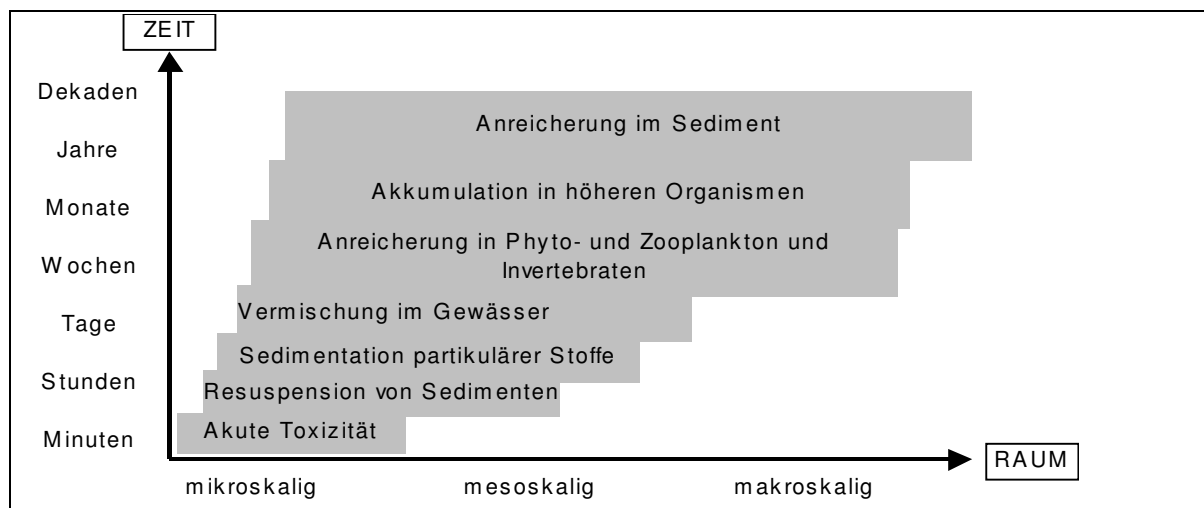 ZEIT
Dekaden
Anreicherung im Sediment
Jahre
Akkumulation in höheren Organismen
Monate
Anreicherung in Phyto- und Zooplankton und
Invertebraten
Wochen
Vermischung im Gewässer
Tage
Sedimentation partikulärer Stoffe
Stunden
Resuspension von Sedimenten
Akute Toxizität
Minuten
RAUM
mikroskalig mesoskalig makroskalig